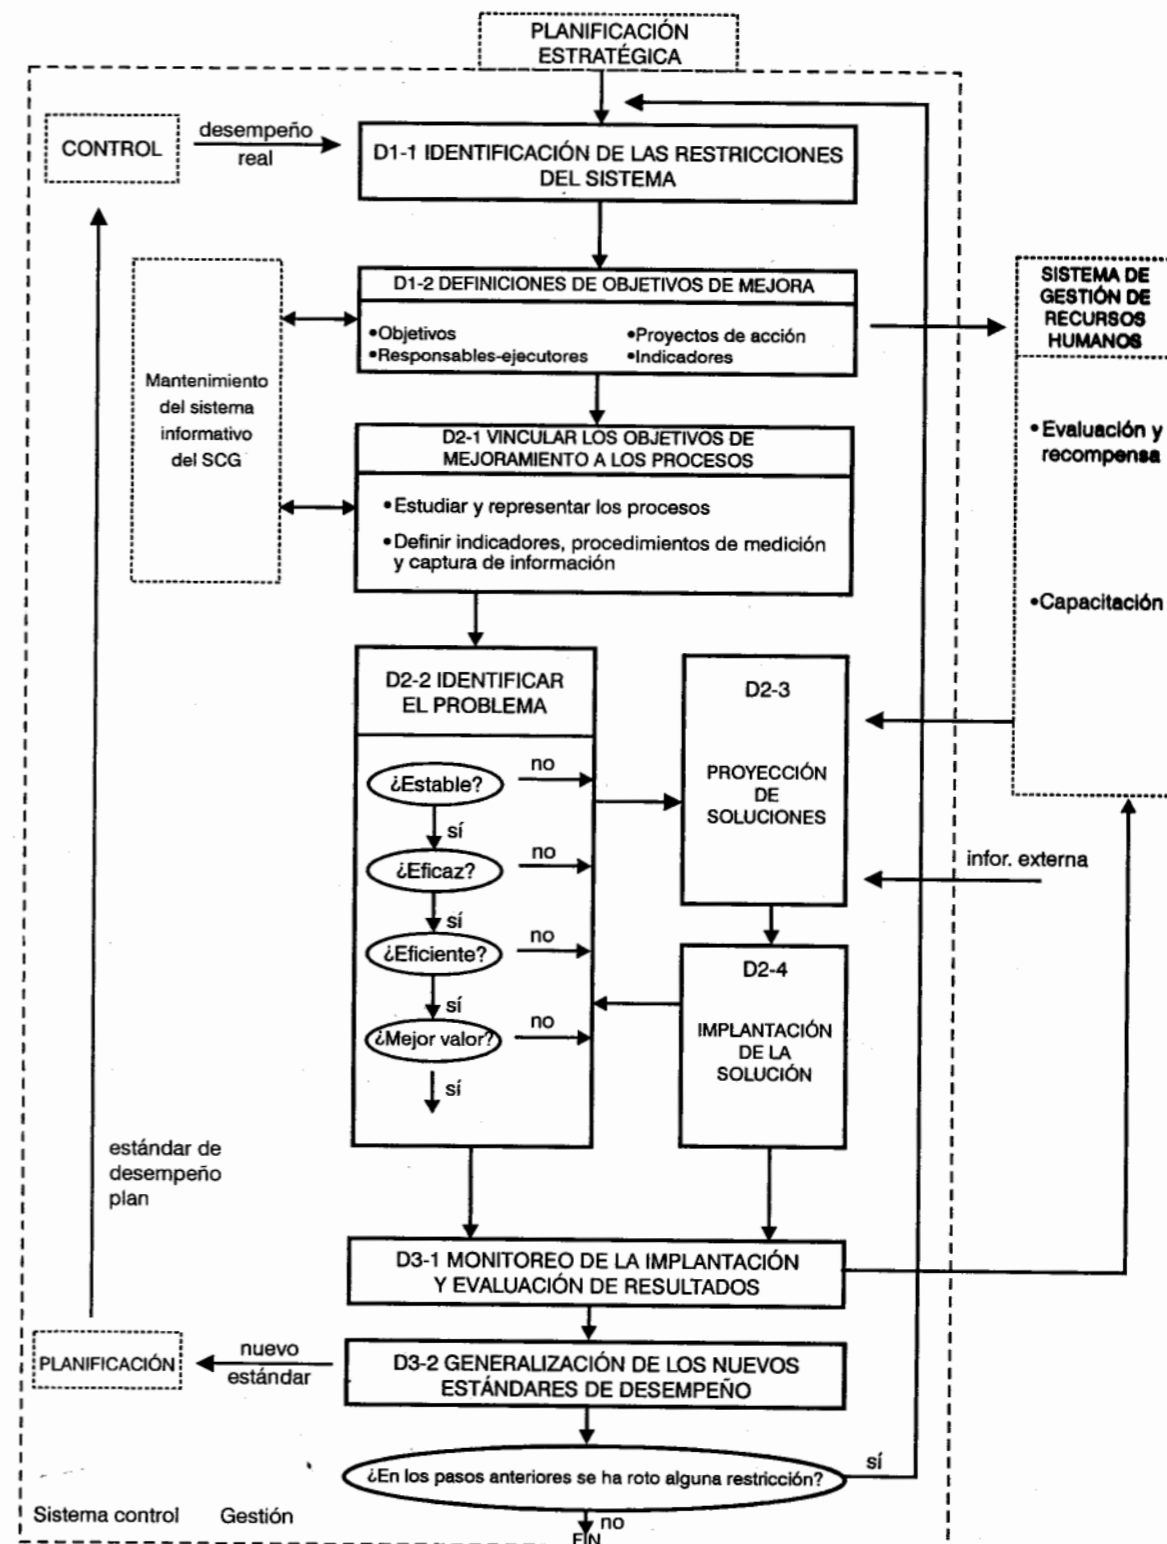 PLANIFICACIÓN
ESTRATÉGICA
CONTROL
desempeño
real
D1-1 IDENTIFICACIÓN DE LAS RESTRICCIONES
DEL SISTEMA
D1-2 DEFINICIONES DE OBJETIVOS DE MEJORA
•Objetivos
•Proyectos de acción
•Responsables-ejecutores
•Indicadores
SISTEMA DE
GESTIÓN DE
RECURSOS
HUMANOS
•Evaluación y
recompensa
•Capacitación
Mantenimiento
del sistema
informativo
del SCG
D2-1 VINCULAR LOS OBJETIVOS DE
MEJORAMIENTO A LOS PROCESOS
•Estudiar y representar los procesos
•Definir indicadores, procedimientos de medición
y captura de información
D2-2 IDENTIFICAR
EL PROBLEMA
¿Estable?
no
sí
¿Eficaz?
no
sí
¿Eficiente?
no
sí
¿Mejor valor?
no
sí
D2-3
PROYECCIÓN
DE
SOLUCIONES
infor. externa
D2-4
IMPLANTACIÓN
DE LA
SOLUCIÓN
estándar de
desempeño
plan
D3-1 MONITOREO DE LA IMPLANTACIÓN
Y EVALUACIÓN DE RESULTADOS
PLANIFICACIÓN
nuevo
estándar
D3-2 GENERALIZACIÓN DE LOS NUEVOS
ESTÁNDARES DE DESEMPEÑO
¿En los pasos anteriores se ha roto alguna restricción?
sí
no
FIN
Sistema control Gestión